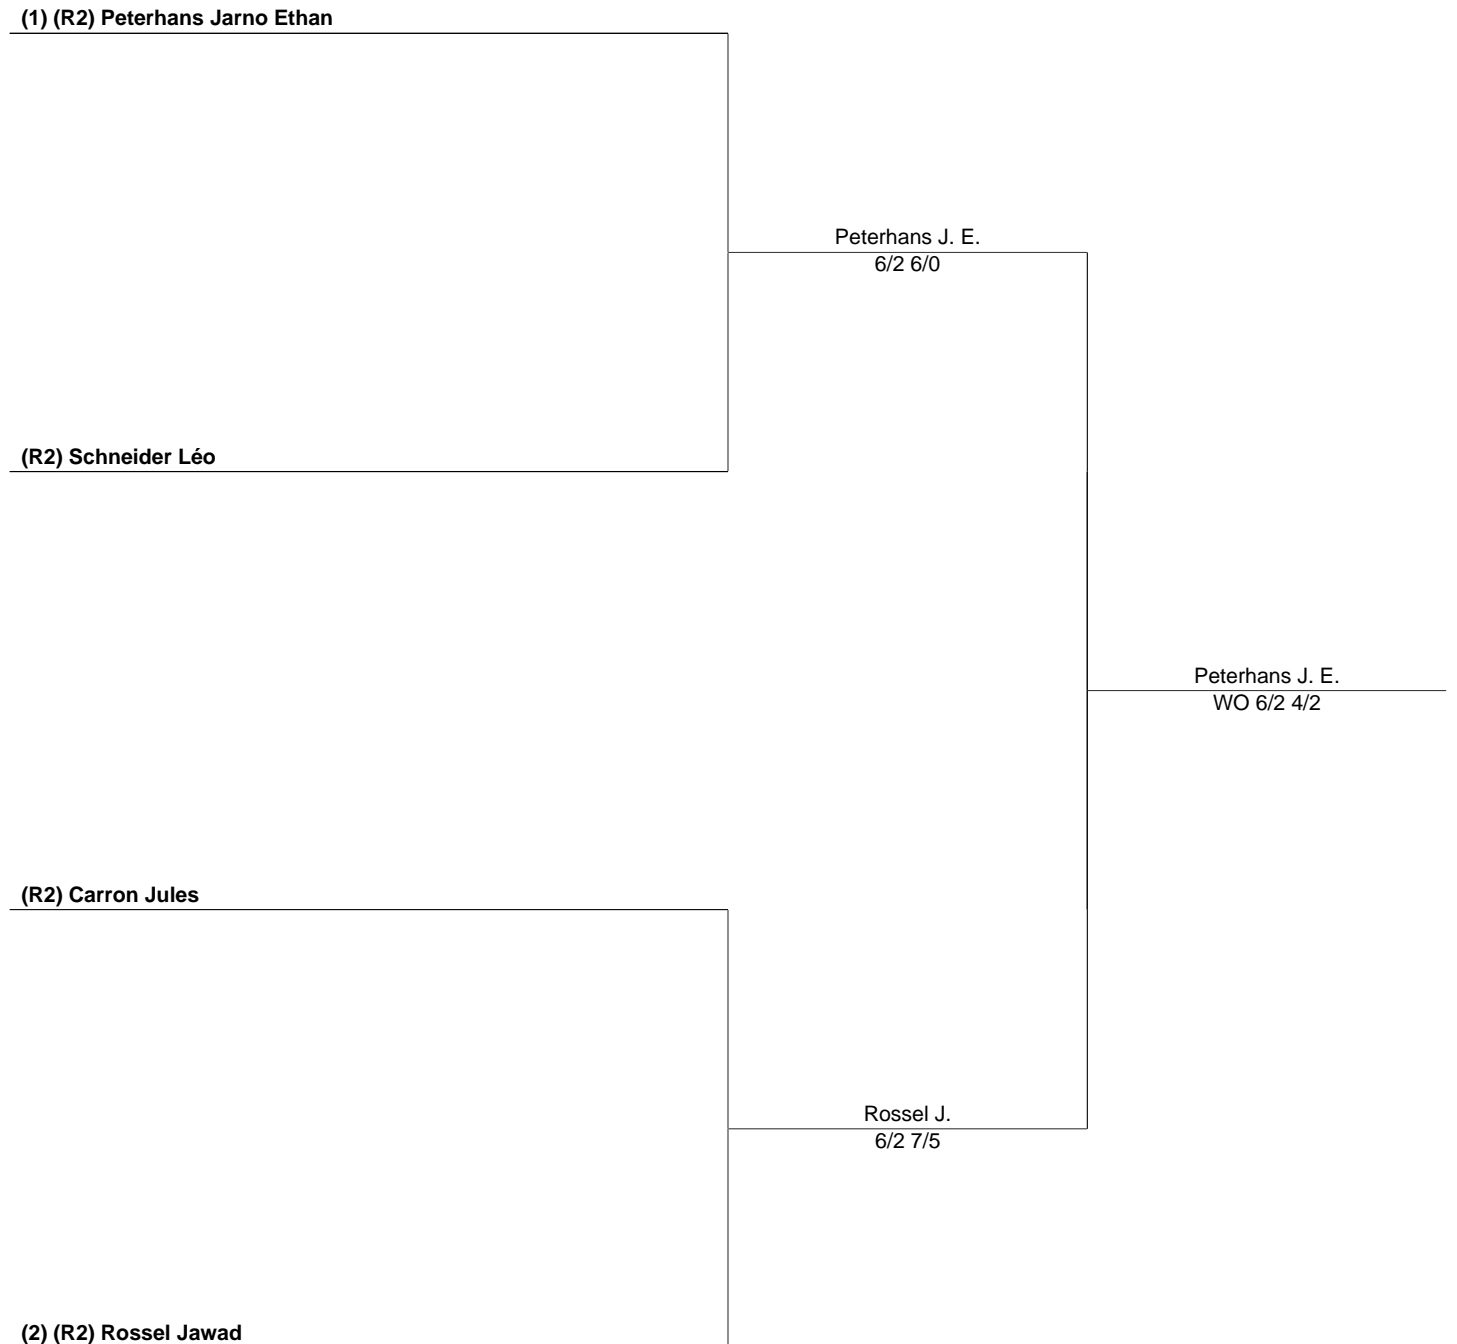 (1) (R2) Peterhans Jarno Ethan
Peterhans J. E.
6/2 6/0
(R2) Schneider Léo
Peterhans J. E.
WO 6/2 4/2
(R2) Carron Jules
Rossel J.
6/2 7/5
(2) (R2) Rossel Jawad